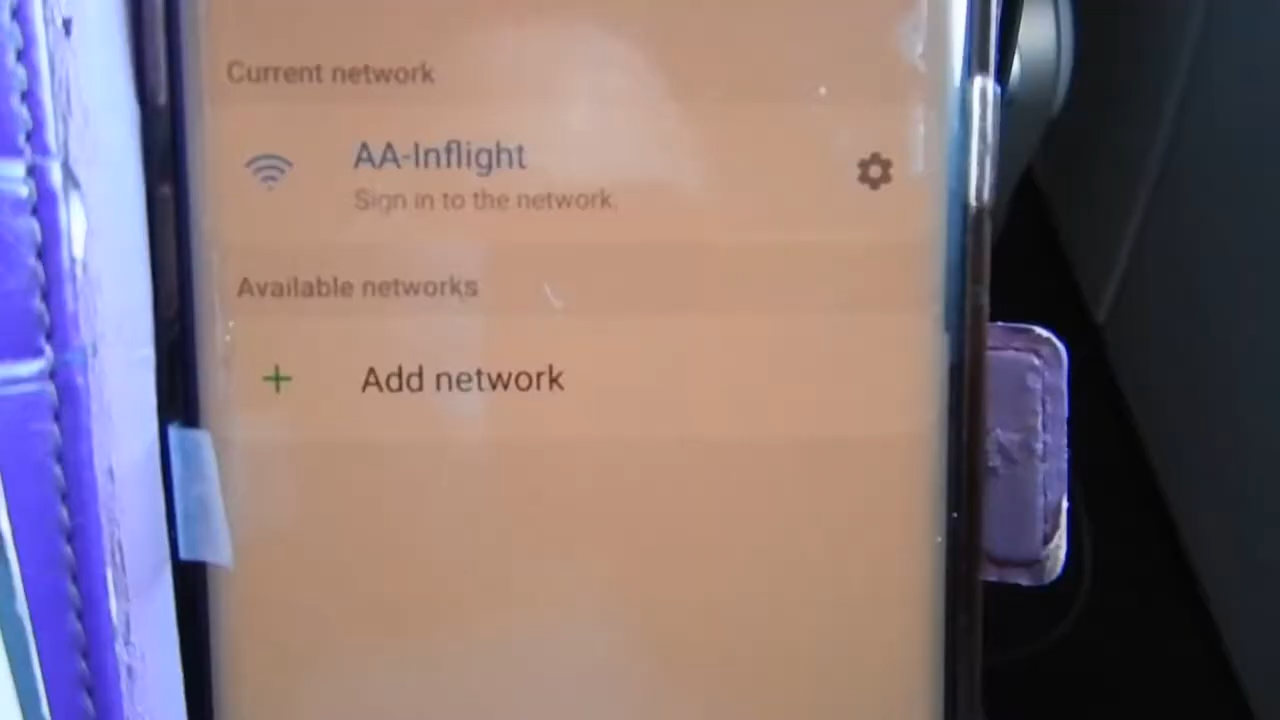 Current network
AA-Inflight
Sign in to the network.
Available networks
Add network